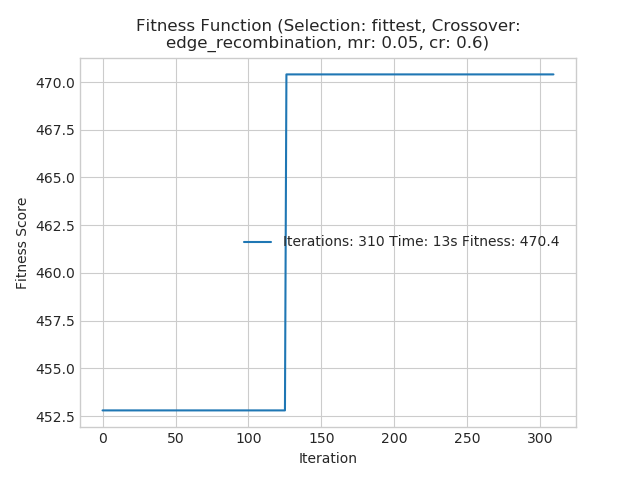 Fitness Function (Selection: fittest, Crossover:
edge_recombination, mr: 0.05, cr: 0.6)
Fitness Score
470.0
467.5
465.0
462.5
460.0
457.5
455.0
452.5
Iterations: 310 Time: 13s Fitness: 470.4
0 50 100 150 200 250 300
Iteration